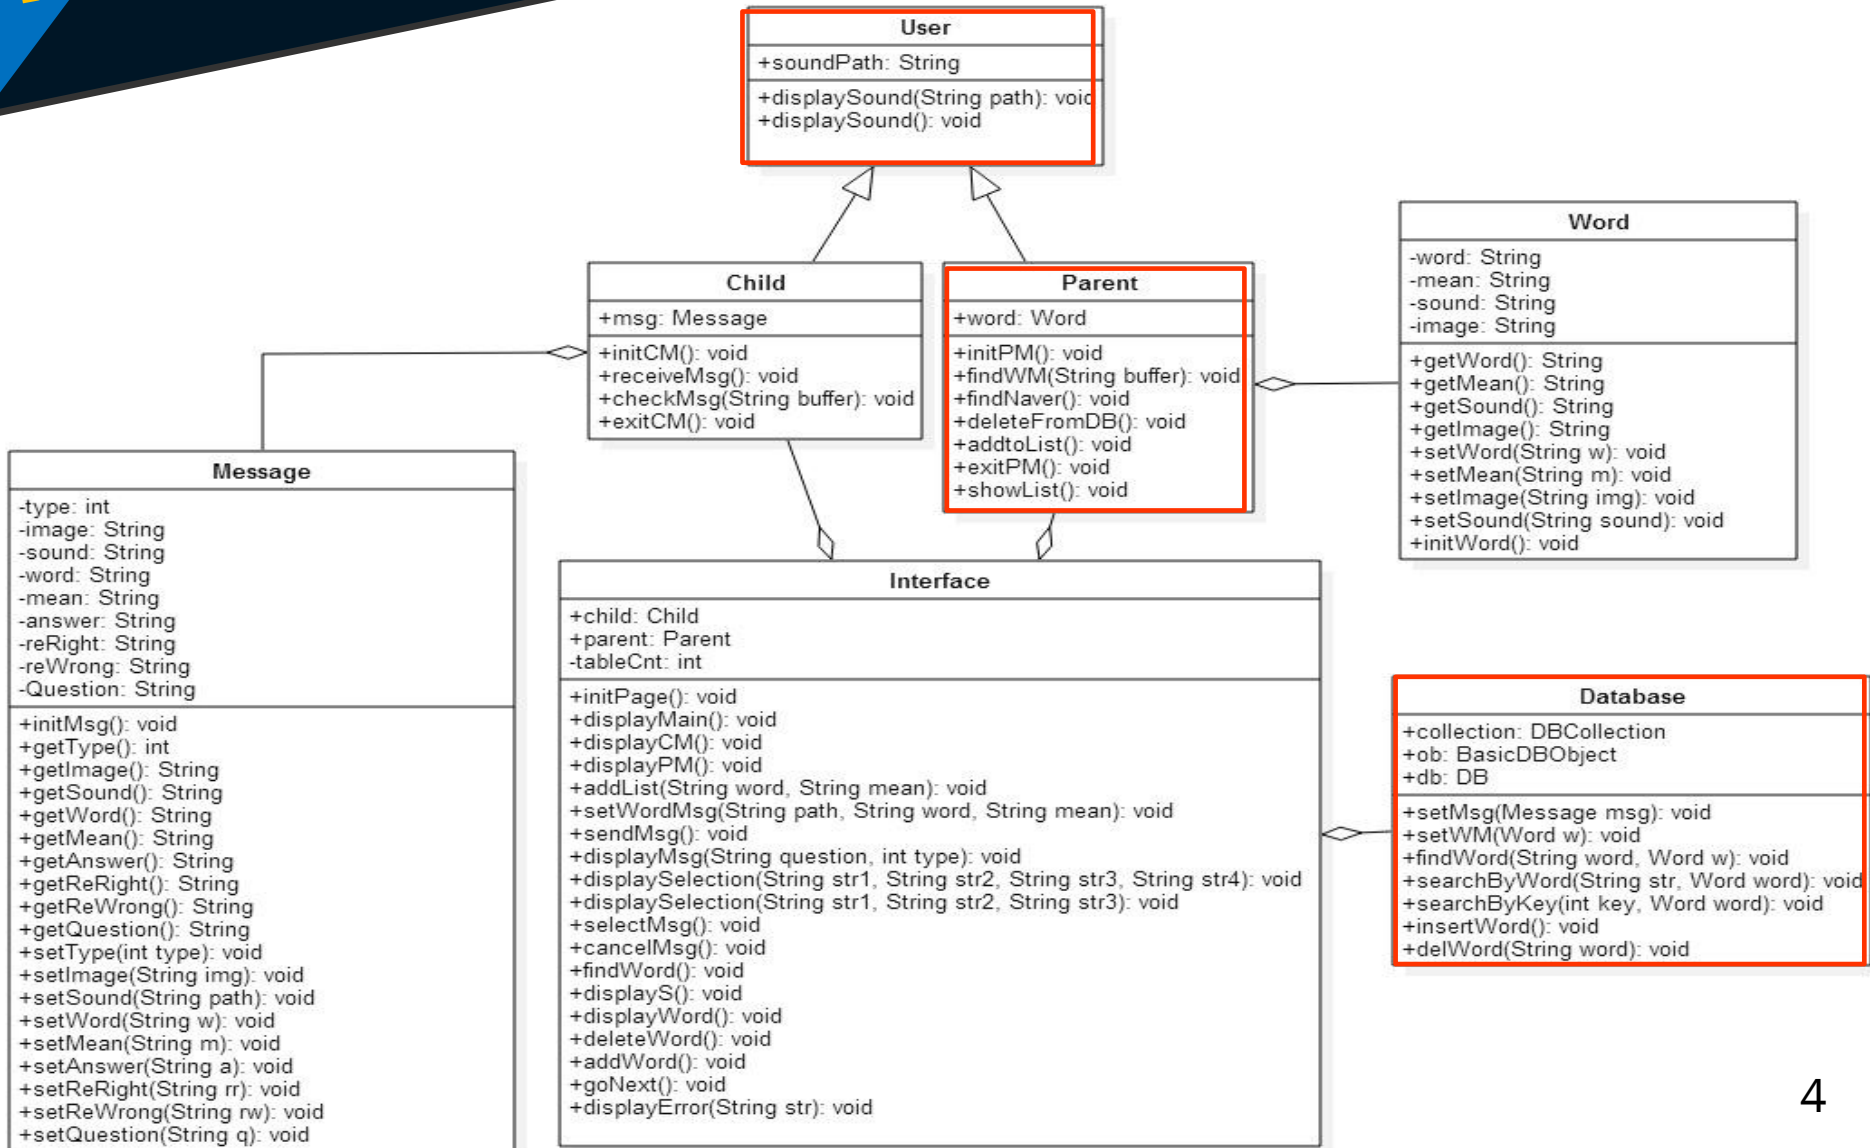 User
+soundPath: String
+displaySound(String path): void
+displaySound(): void
Child
+msg: Message
+initCM(): void
+receiveMsg(): void
+checkMsg(String buffer): void
+exitCM(): void
Parent
+word: Word
+initPM(): void
+findWM(String buffer): void
+findNaver(): void
+deleteFromDB(): void
+addtoList(): void
+exitPM(): void
+showList(): void
Word
-word: String
-mean: String
-sound: String
-image: String
+getWord(): String
+getMean(): String
+getSound(): String
+getImage(): String
+setWord(String w): void
+setMean(String m): void
+setImage(String img): void
+setSound(String sound): void
+initWord(): void
Message
-type: int
-image: String
-sound: String
-word: String
-mean: String
-answer: String
-reRight: String
-reWrong: String
-Question: String
+initMsg(): void
+getType(): int
+getImage(): String
+getSound(): String
+getWord(): String
+getMean(): String
+getAnswer(): String
+getReRight(): String
+getReWrong(): String
+getQuestion(): String
+setType(int type): void
+setImage(String img): void
+setSound(String path): void
+setWord(String w): void
+setMean(String m): void
+setAnswer(String a): void
+setReRight(String rr): void
+setReWrong(String rw): void
+setQuestion(String q): void
Interface
+child: Child
+parent: Parent
-tableCnt: int
+initPage(): void
+displayMain(): void
+displayCM(): void
+displayPM(): void
+addList(String word, String mean): void
+setWordMsg(String path, String word, String mean): void
+sendMsg(): void
+displayMsg(String question, int type): void
+displaySelection(String str1, String str2, String str3, String str4): void
+displaySelection(String str1, String str2, String str3): void
+selectMsg(): void
+cancelMsg(): void
+findWord(): void
+displayS(): void
+displayWord(): void
+deleteWord(): void
+addWord(): void
+goNext(): void
+displayError(String str): void
Database
+collection: DBCollection
+ob: BasicDBObject
+db: DB
+setMsg(Message msg): void
+setWM(Word w): void
+findWord(String word, Word w): void
+searchByWord(String str, Word word): void
+searchByKey(int key, Word word): void
+insertWord(): void
+delWord(String word): void
4